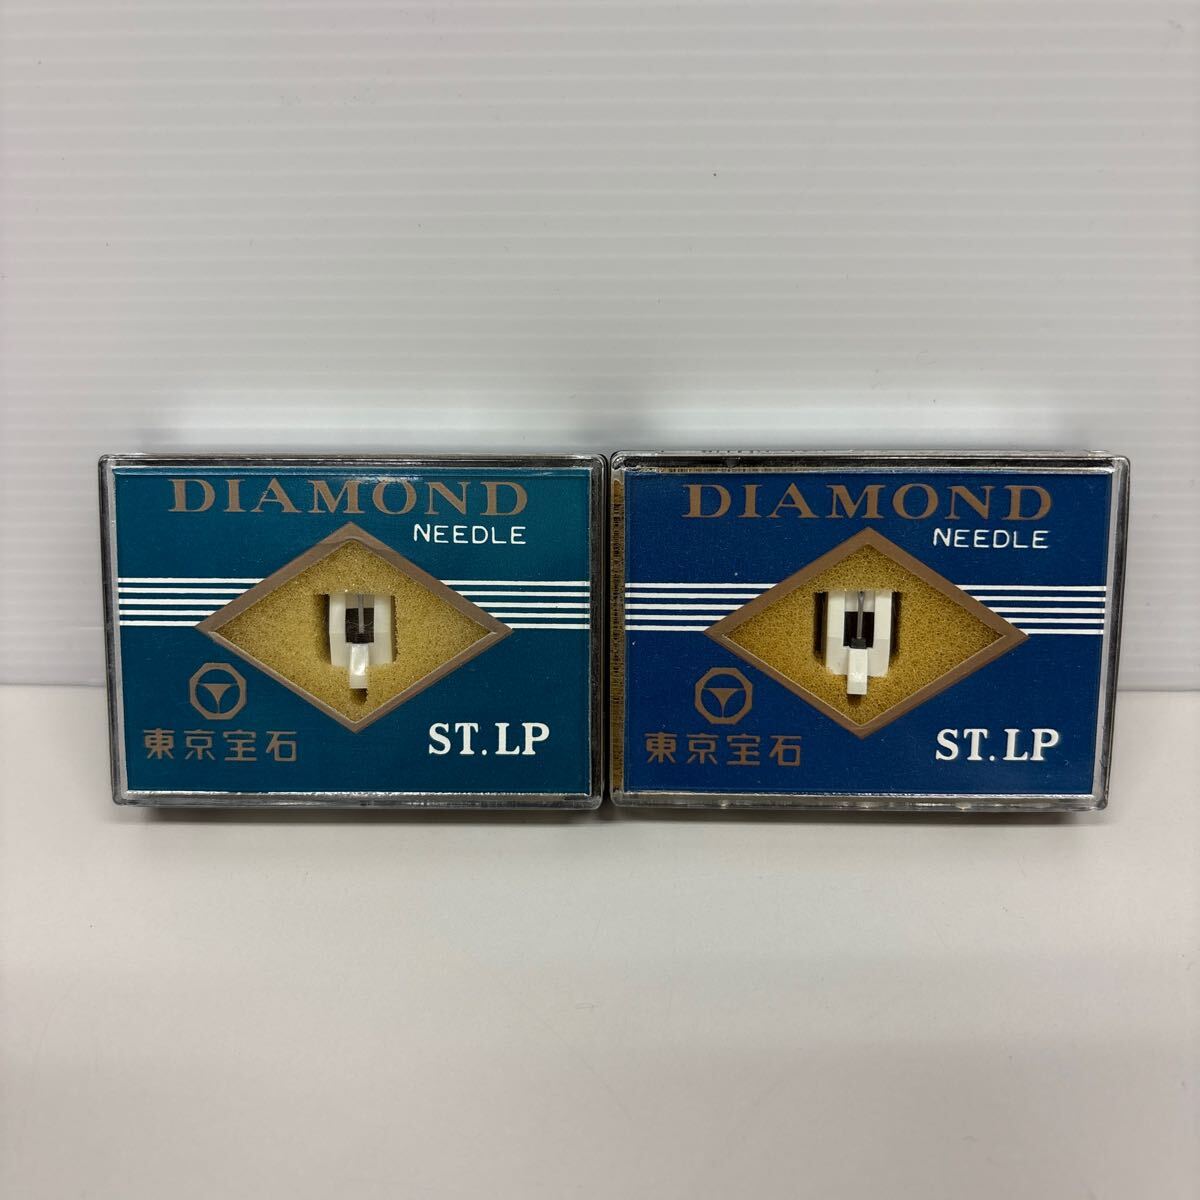 DIAMOND
NEEDLE
東京宝石
ST.LP
DIAMOND
NEEDLE
東京宝石
ST.LP